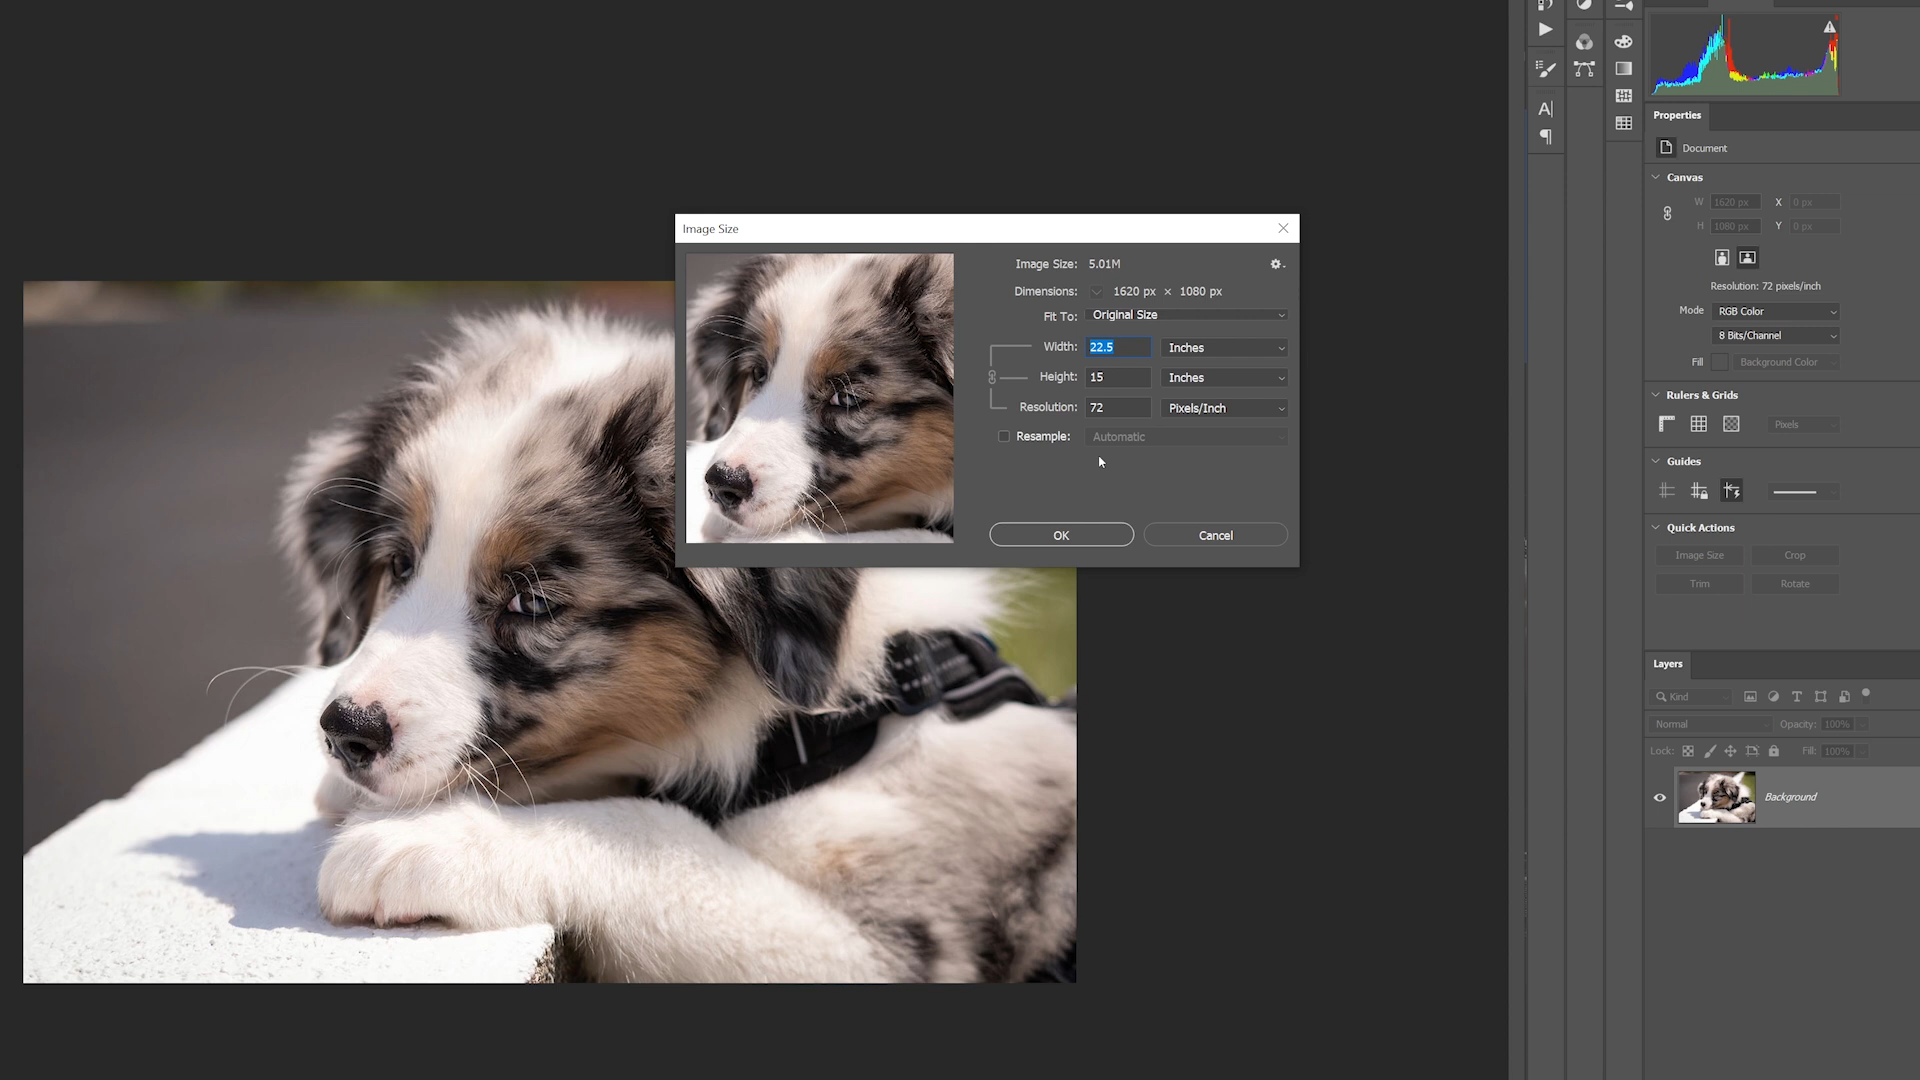 Properties
Document
Canvas
W 1620 px X 0 px
H 1080 px Y 0 px
Resolution: 72 pixels/inch
Mode RGB Color
8 Bits/Channel
Fill Background Color
Rulers & Grids
Pixels
Guides
Quick Actions
Image Size Crop
Trim Rotate
Layers
Kind
Normal Opacity: 100%
Lock: Fill: 100%
Background
Image Size
Image Size: 5.01M
Dimensions: 1620 px × 1080 px
Fit To: Original Size
Width: 22.5 Inches
Height: 15 Inches
Resolution: 72 Pixels/Inch
Resample: Automatic
OK Cancel